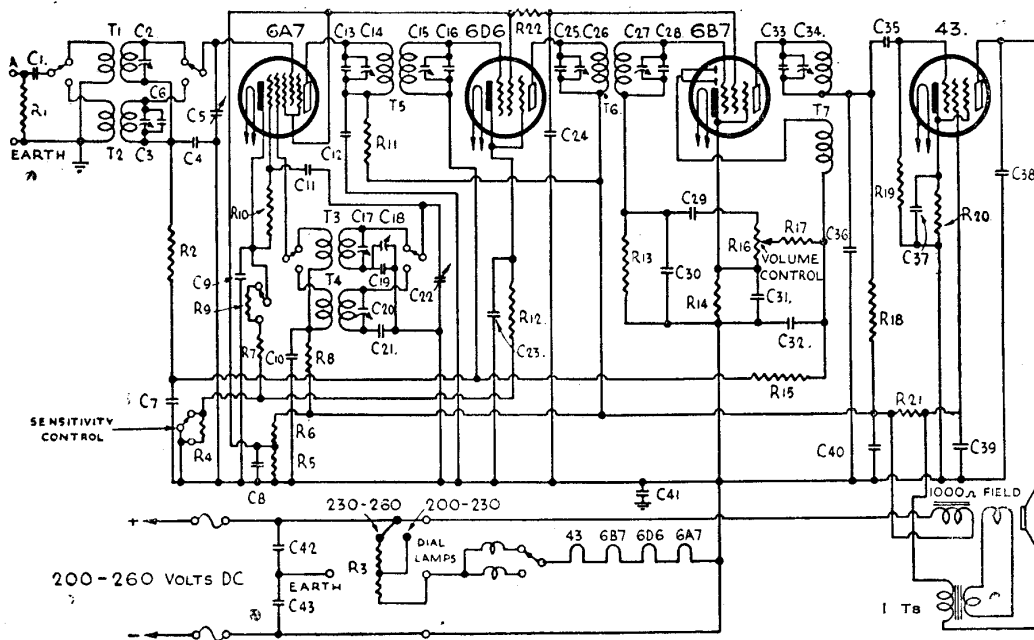 6A7
C13 C14
C15 C16
6D6
R22
C25 C26
C27 C28
6B7
C33 C34.
C35
43.
T1
C2
A
C1.
C6
C5
R1
T2
C3
C4
EARTH
T5
T6.
T7
C12
R11
C24
C38
C11
R10
R19
R20
C37
T3
C17
C18
C29
R17
R16
VOLUME
CONTROL
C36
R2
C9
R13
C30
C19
C22
T4
C20
R14
C31.
R9
C21.
R12.
C23.
C32.
R18
R7
C10
R8
R15
C7
SENSITIVITY
CONTROL
R4
R6
R5
R21
C8
C40
C39
C41
1000Ω FIELD
230-260
200-230
+
C42
DIAL
LAMPS
43 6B7 6D6 6A7
R3
200-260 VOLTS DC
EARTH
C43
T8
-